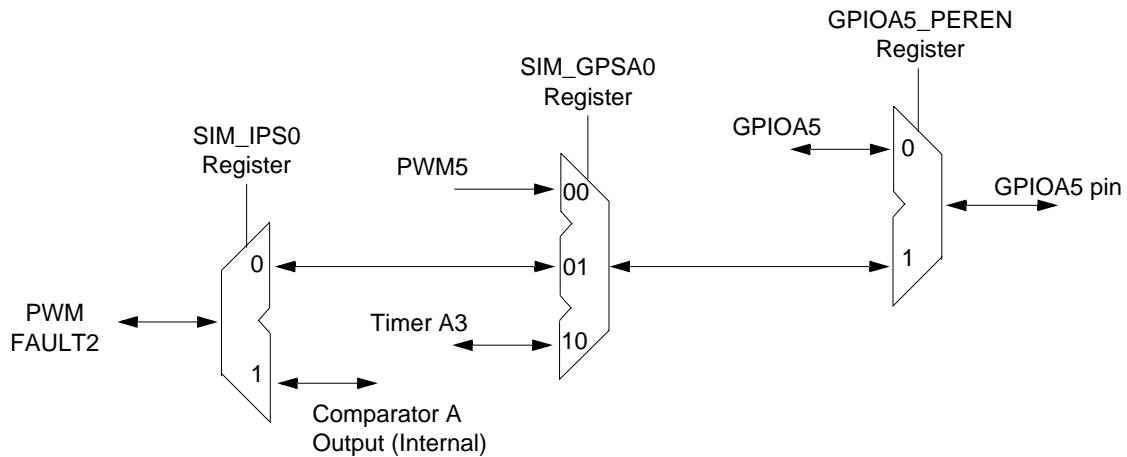 GPIOA5_PEREN
Register
SIM_GPSA0
Register
SIM_IPS0
Register
GPIOA5
0
PWM5
00
GPIOA5 pin
0
01
1
PWM
FAULT2
Timer A3
10
1
Comparator A
Output (Internal)